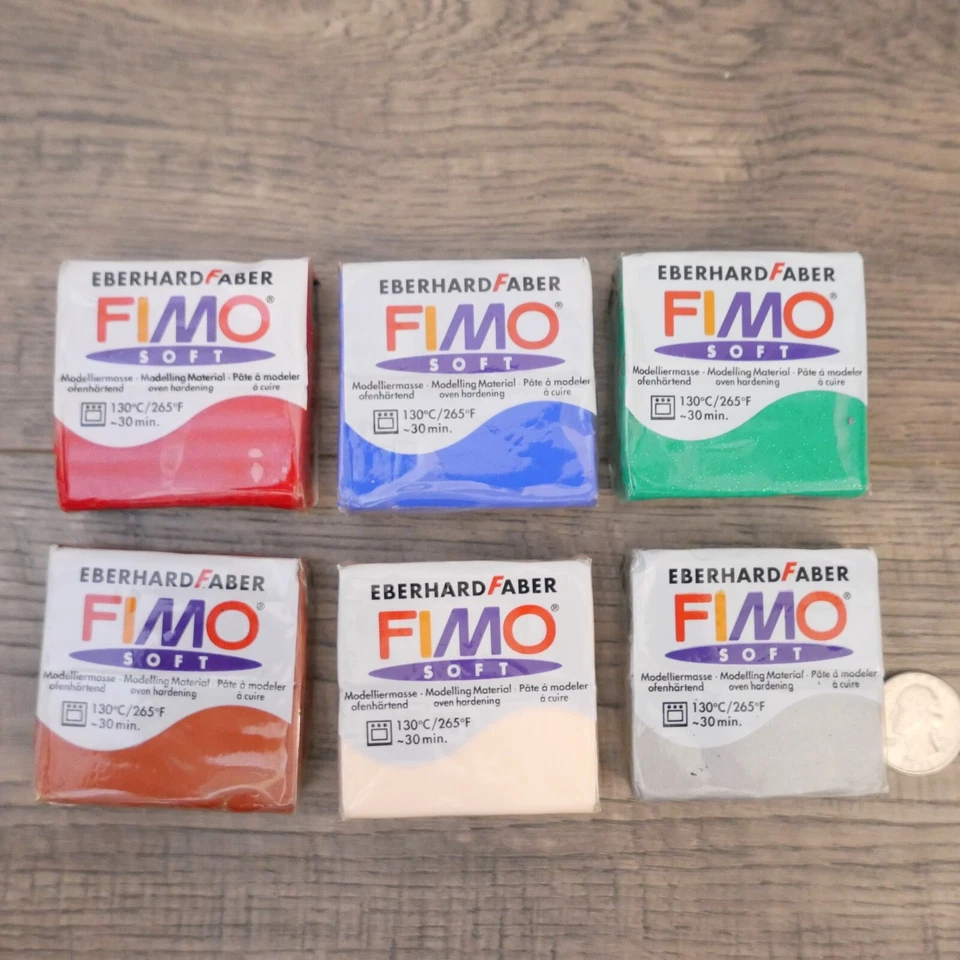 EBERHARDFABER
FIMO®
SOFT
Modelliermasse · Modelling Material · Pâte à modeler
ofenhärtend oven hardening à cuire
130°C/265°F
~30 min.
EBERHARDFABER
FIMO®
SOFT
Modelliermasse · Modelling Material · Pâte à modeler
ofenhärtend oven hardening à cuire
130°C/265°F
~30 min.
EBERHARDFABER
FIMO®
SOFT
Modelliermasse · Modelling Material · Pâte à modeler
ofenhärtend oven hardening à cuire
130°C/265°F
~30 min.
EBERHARDFABER
FIMO®
SOFT
Modelliermasse · Modelling Material · Pâte à modeler
ofenhärtend oven hardening à cuire
130°C/265°F
~30 min.
EBERHARDFABER
FIMO®
SOFT
Modelliermasse · Modelling Material · Pâte à modeler
ofenhärtend oven hardening à cuire
130°C/265°F
~30 min.
EBERHARDFABER
FIMO®
SOFT
Modelliermasse · Modelling Material · Pâte à modeler
ofenhärtend oven hardening à cuire
130°C/265°F
~30 min.